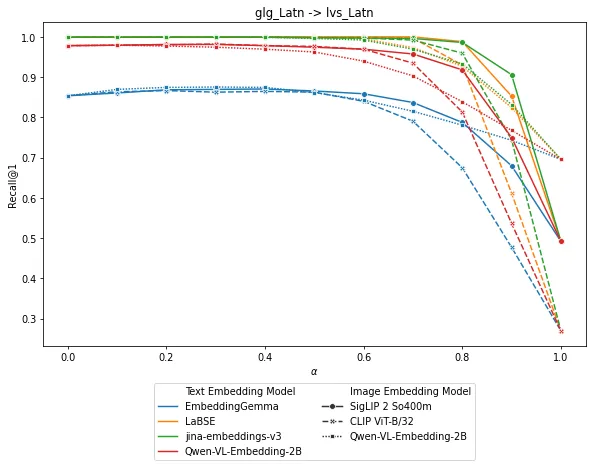 glg_Latn -> lvs_Latn
Recall@1
1.0
0.9
0.8
0.7
0.6
0.5
0.4
0.3
0.0
0.2
0.4
0.6
0.8
1.0
α
Text Embedding Model
EmbeddingGemma
LaBSE
jina-embeddings-v3
Qwen-VL-Embedding-2B
Image Embedding Model
SigLIP 2 So400m
CLIP ViT-B/32
Qwen-VL-Embedding-2B